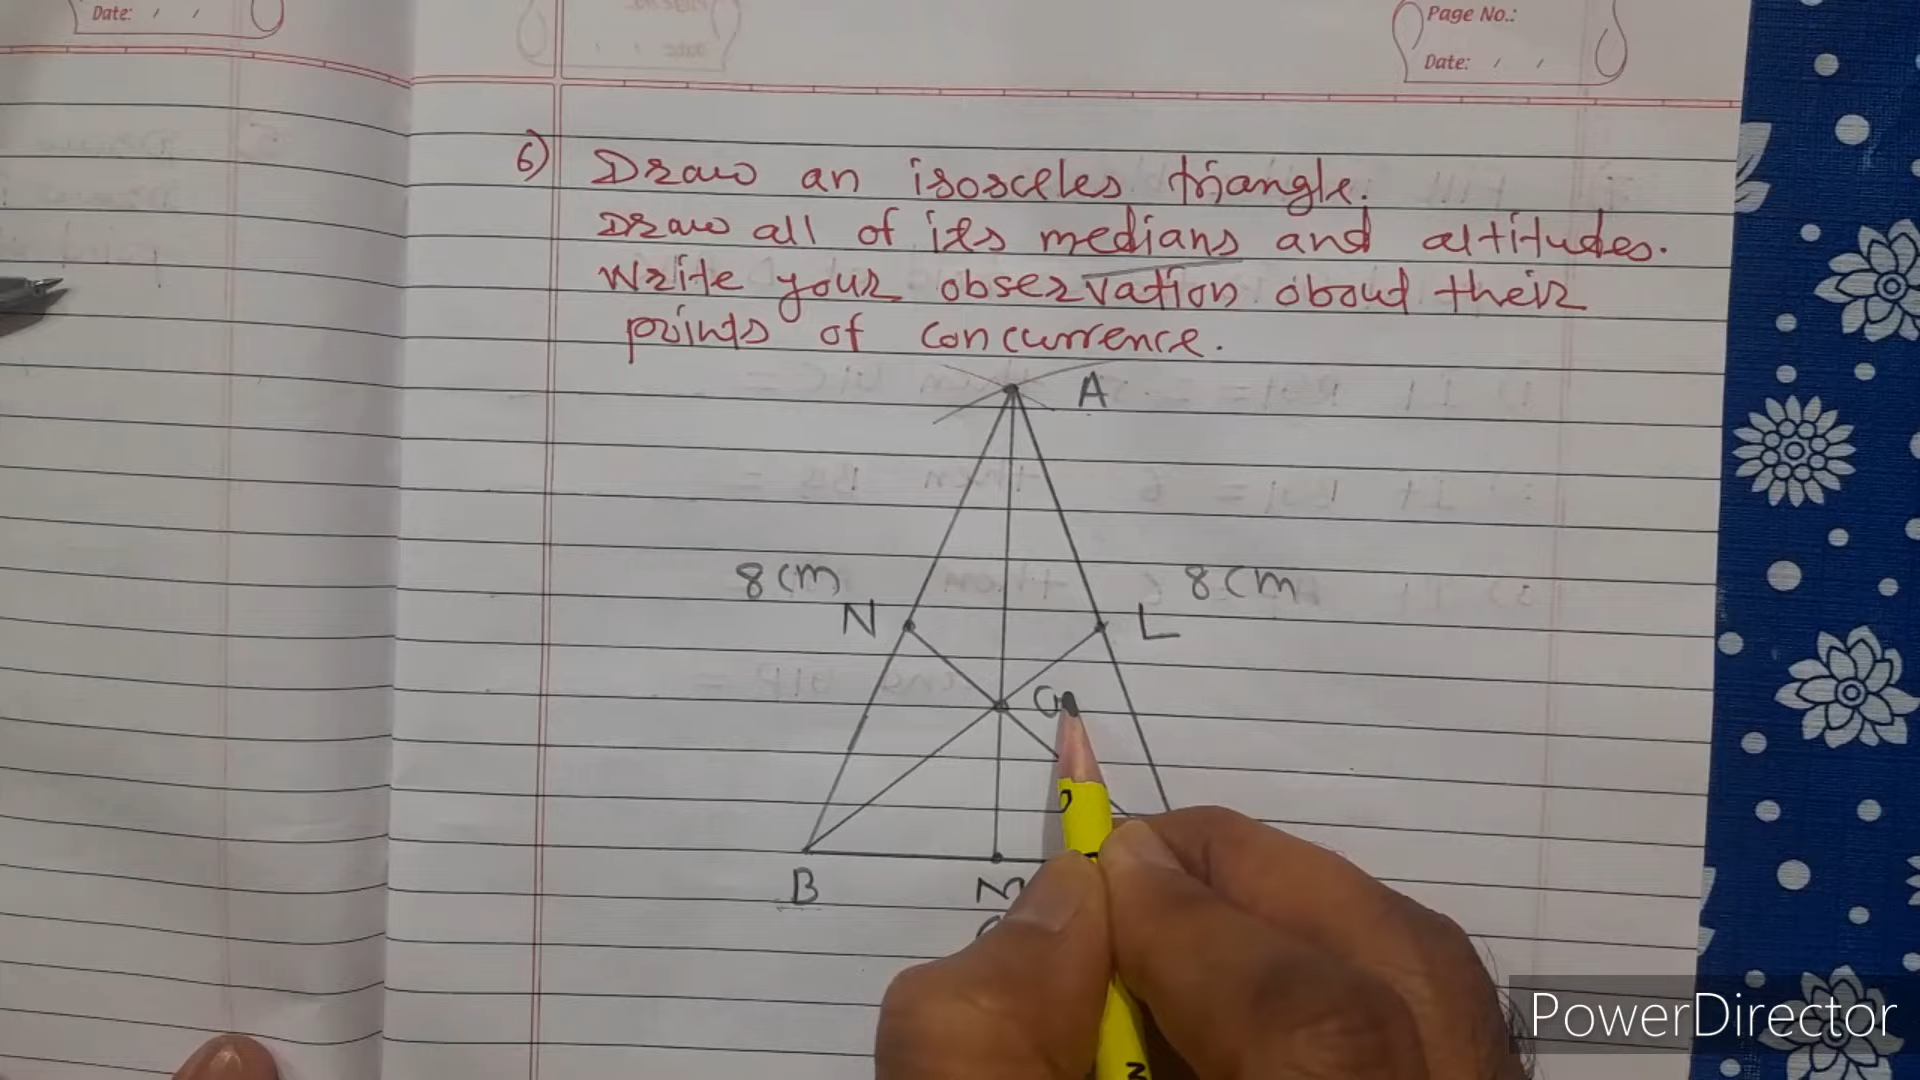 Date: / /
Page No.:
Date: / /
6) Draw an isosceles triangle.
Draw all of its medians and altitudes.
Write your observation about their
points of concurrence.
A
8 cm
8 cm
N
L
G
B
M
PowerDirector